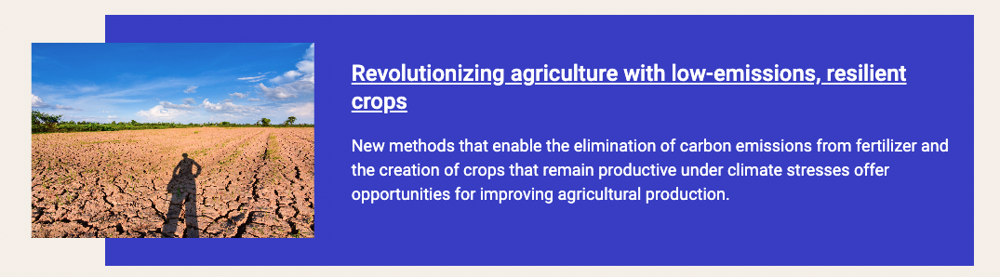 Revolutionizing agriculture with low-emissions, resilient
crops
New methods that enable the elimination of carbon emissions from fertilizer and
the creation of crops that remain productive under climate stresses offer
opportunities for improving agricultural production.